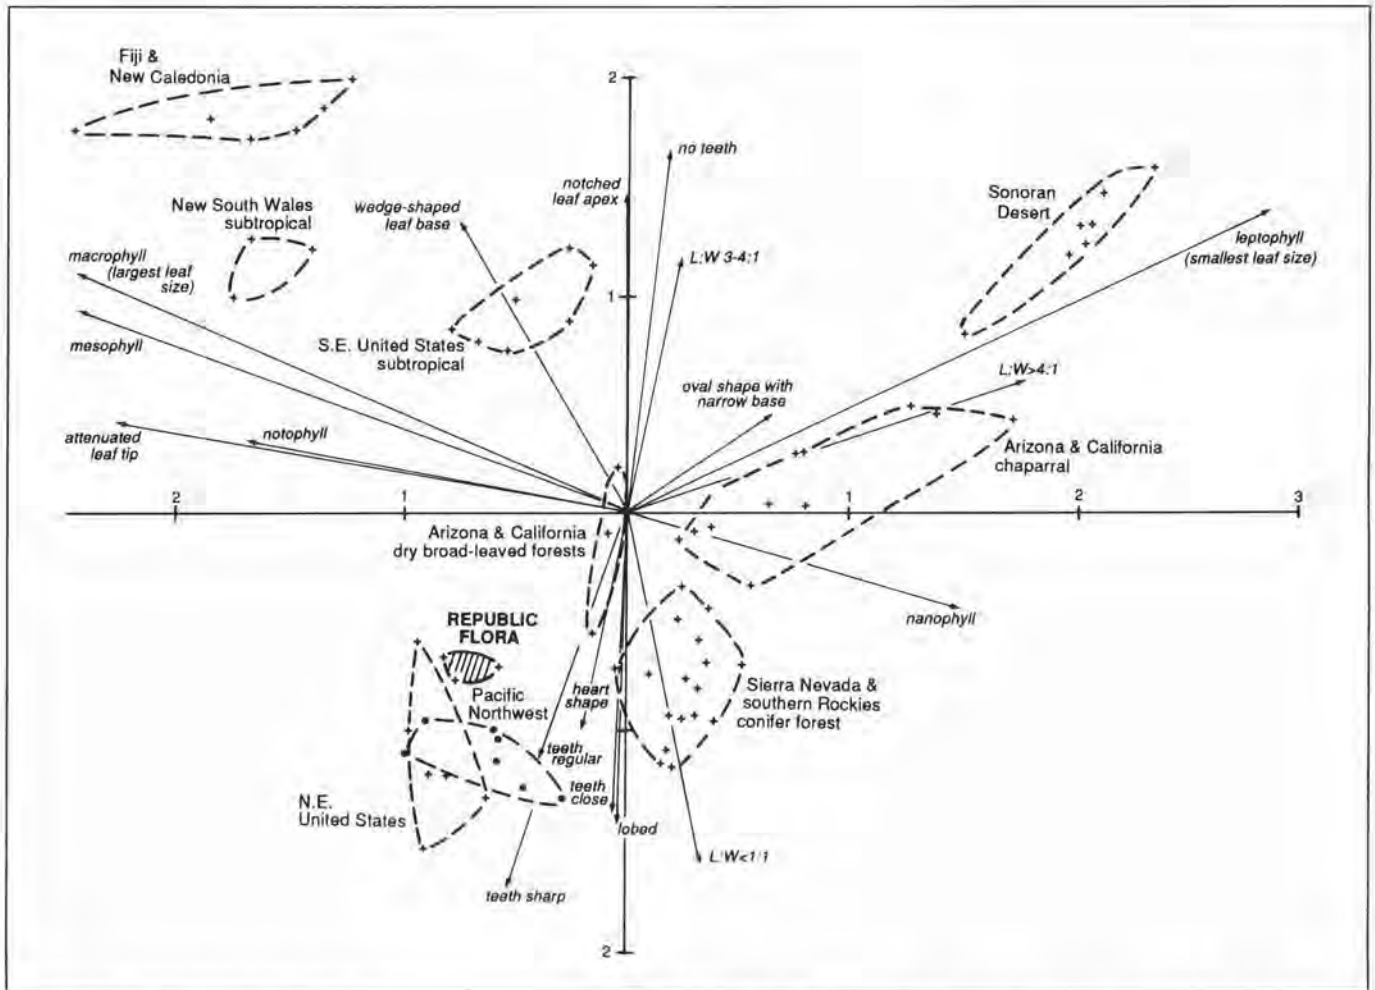 Fiji &
New Caledonia
2
no teeth
notched
leaf apex
Sonoran
Desert
New South Wales
subtropical
wedge-shaped
leaf base
leptophyll
(smallest leaf size)
macrophyll
(largest leaf
size)
L:W 3-4:1
1
mesophyll
S.E. United States
subtropical
oval shape with
narrow base
L:W>4:1
attenuated
leaf tip
notophyll
Arizona & California
chaparral
2
1
1
2
3
Arizona & California
dry broad-leaved forests
nanophyll
REPUBLIC
FLORA
Pacific
Northwest
heart
shape
Sierra Nevada &
southern Rockies
conifer forest
teeth
regular
teeth
close
N.E.
United States
lobed
L:W<1:1
teeth sharp
2